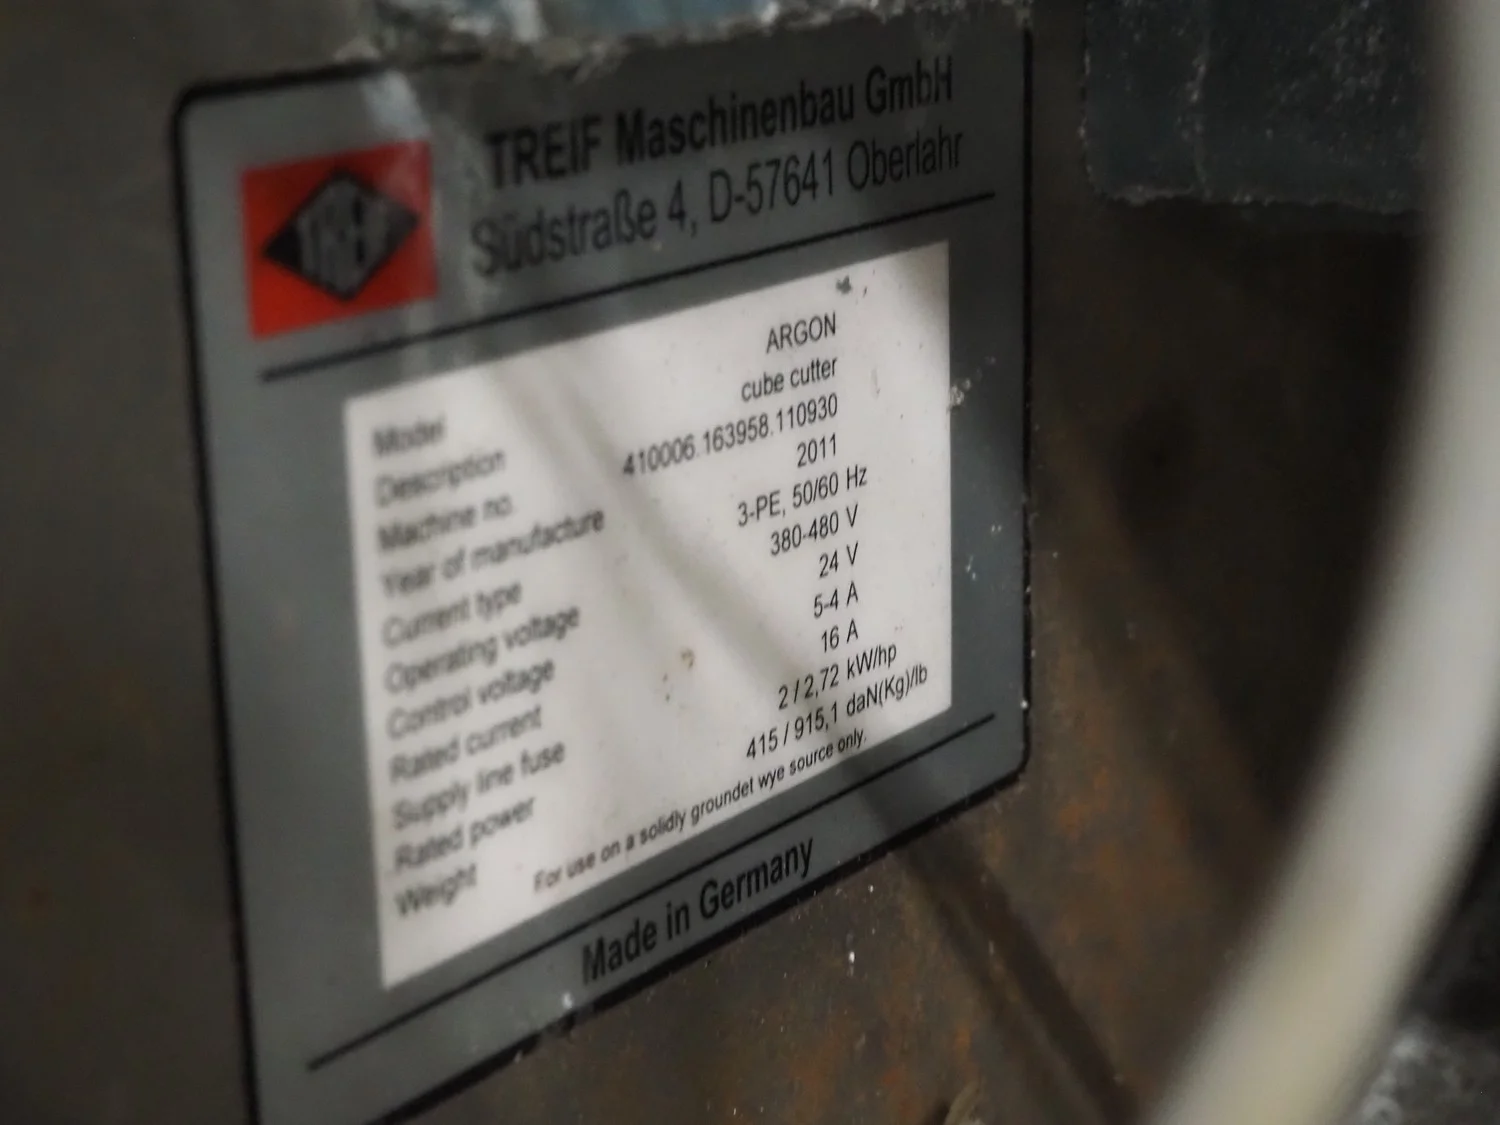 TREIF Maschinenbau GmbH
Südstraße 4, D-57641 Oberlahr
TREIF
Model ARGON
Description cube cutter
Machine no. 410006.163958.110930
Year of manufacture 2011
Current type 3-PE, 50/60 Hz
Operating voltage 380-480 V
Control voltage 24 V
Rated current 5-4 A
Supply line fuse 16 A
Rated power 2 / 2,72 kW/hp
Weight 415 / 915,1 daN(Kg)/lb
For use on a solidly groundet wye source only.
Made in Germany